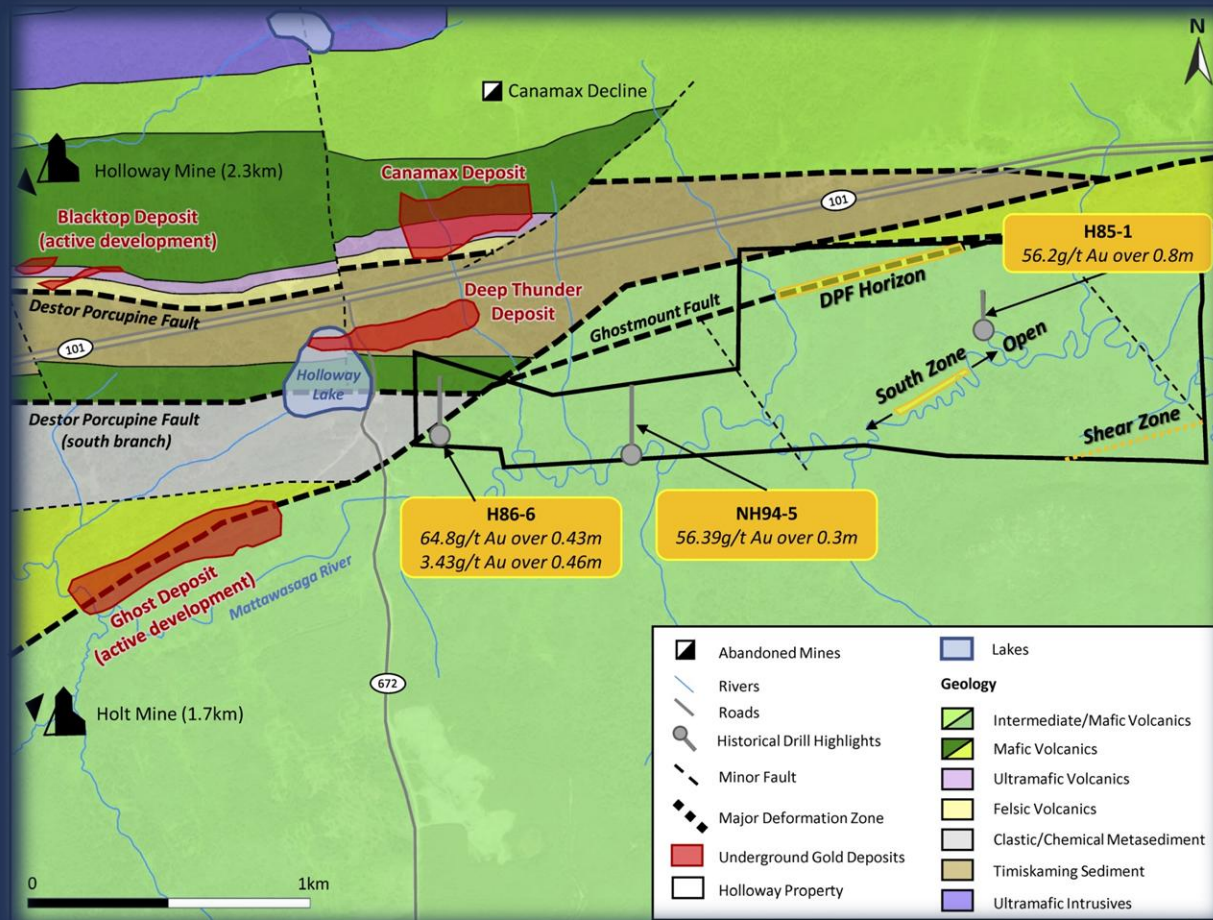 N
Canamax Decline
Holloway Mine (2.3km)
Canamax Deposit
Blacktop Deposit
(active development)
101
H85-1
56.2g/t Au over 0.8m
Destor Porcupine Fault
Deep Thunder
Deposit
DPF Horizon
Ghostmount Fault
101
Holloway
Lake
South Zone
Open
Destor Porcupine Fault
(south branch)
Shear Zone
H86-6
64.8g/t Au over 0.43m
3.43g/t Au over 0.46m
NH94-5
56.39g/t Au over 0.3m
Ghost Deposit
(active development)
Mattawasaga River
672
Holt Mine (1.7km)
0
1km
Abandoned Mines
Rivers
Roads
Historical Drill Highlights
Minor Fault
Major Deformation Zone
Underground Gold Deposits
Holloway Property
Lakes
Geology
Intermediate/Mafic Volcanics
Mafic Volcanics
Ultramafic Volcanics
Felsic Volcanics
Clastic/Chemical Metasediment
Timiskaming Sediment
Ultramafic Intrusives